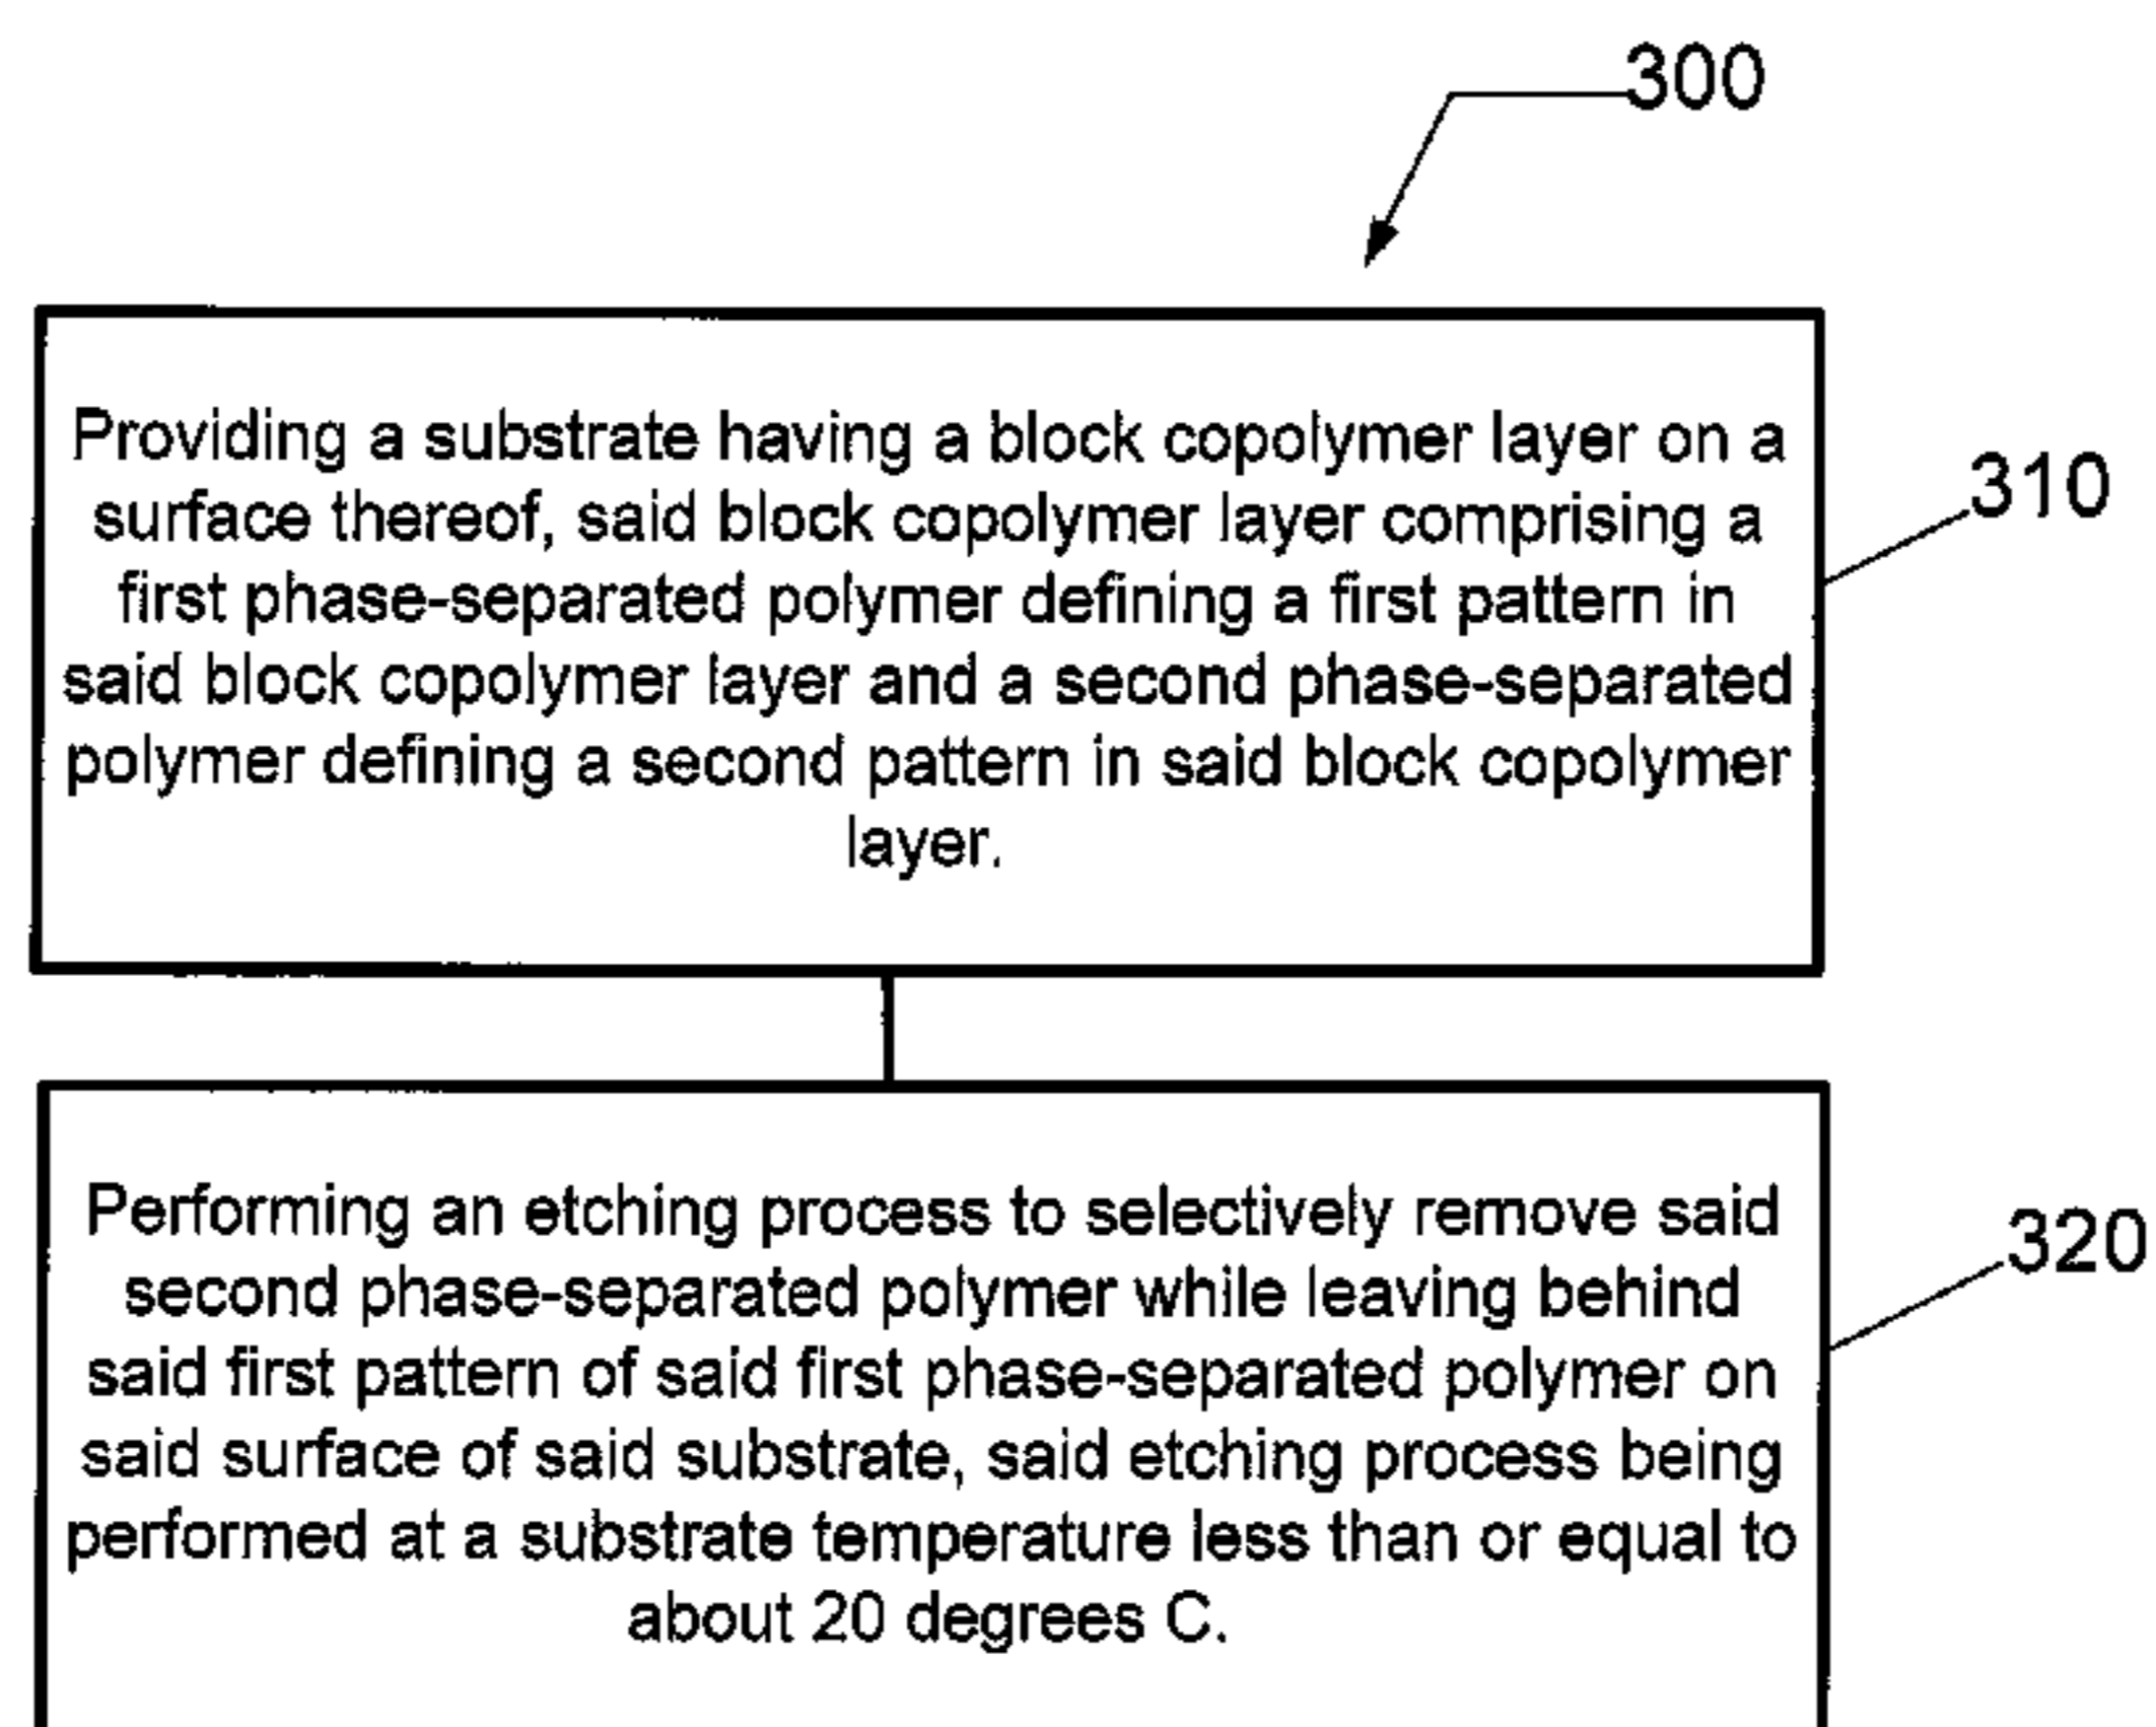 300
Providing a substrate having a block copolymer layer on a
surface thereof, said block copolymer layer comprising a
first phase-separated polymer defining a first pattern in
said block copolymer layer and a second phase-separated
polymer defining a second pattern in said block copolymer
layer.
310
Performing an etching process to selectively remove said
second phase-separated polymer while leaving behind
said first pattern of said first phase-separated polymer on
said surface of said substrate, said etching process being
performed at a substrate temperature less than or equal to
about 20 degrees C.
320